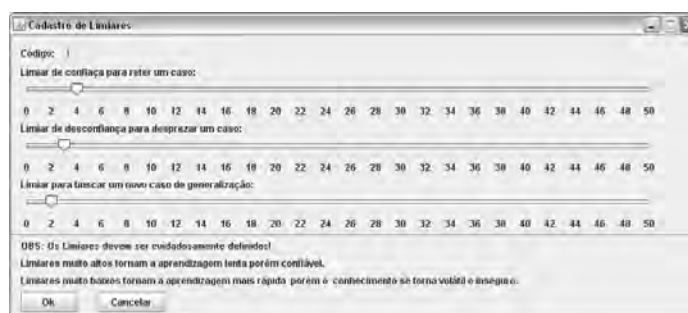 Cadastro de Limiares
Código: 1
Limiar de confiaça para reter um caso:
0 2 4 6 8 10 12 14 16 18 20 22 24 26 28 30 32 34 36 38 40 42 44 46 48 50
Limiar de desconfiança para desprezar um caso:
0 2 4 6 8 10 12 14 16 18 20 22 24 26 28 30 32 34 36 38 40 42 44 46 48 50
Limiar para buscar um novo caso de generalização:
0 2 4 6 8 10 12 14 16 18 20 22 24 26 28 30 32 34 36 38 40 42 44 46 48 50
OBS: Os Limiares devem ser cuidadosamente definidos!
Limiares muito altos tornam a aprendizagem lenta porém confiável.
Limiares muito baixos tornam a aprendizagem mais rápida porém o conhecimento se torna volátil e inseguro.
Ok Cancelar